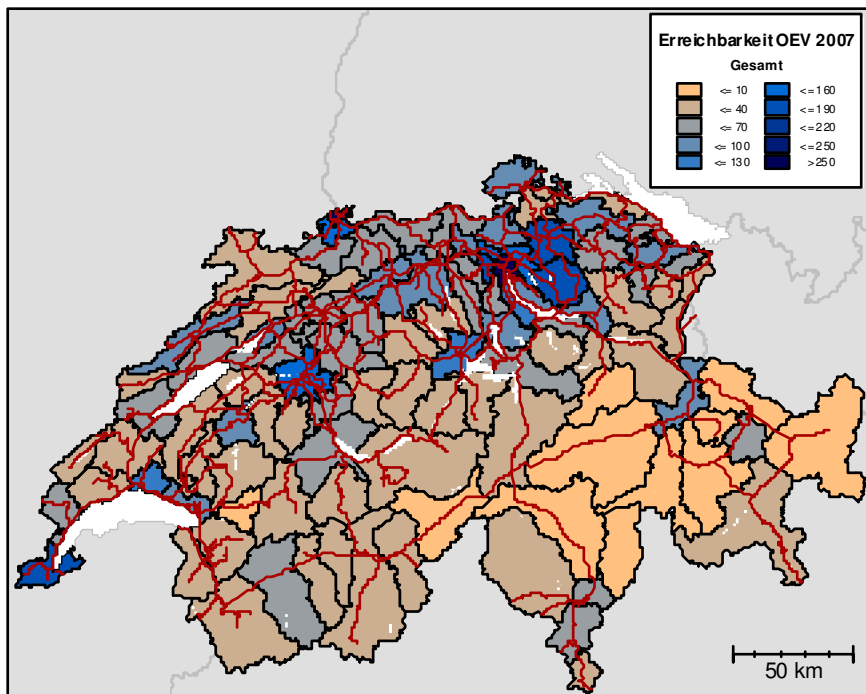 Erreichbarkeit OEV 2007
Gesamt
<= 10 <=160
<= 40 <=190
<= 70 <=220
<= 100 <=250
<= 130 >250
50 km